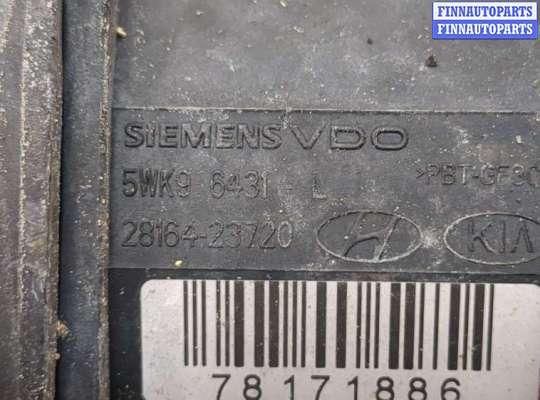 FINNAUTOPARTS
FINNAUTOPARTS
SIEMENS VDO
5WK9 6431 - L >PBT-GF30
28164-23720 H KIA
78171886